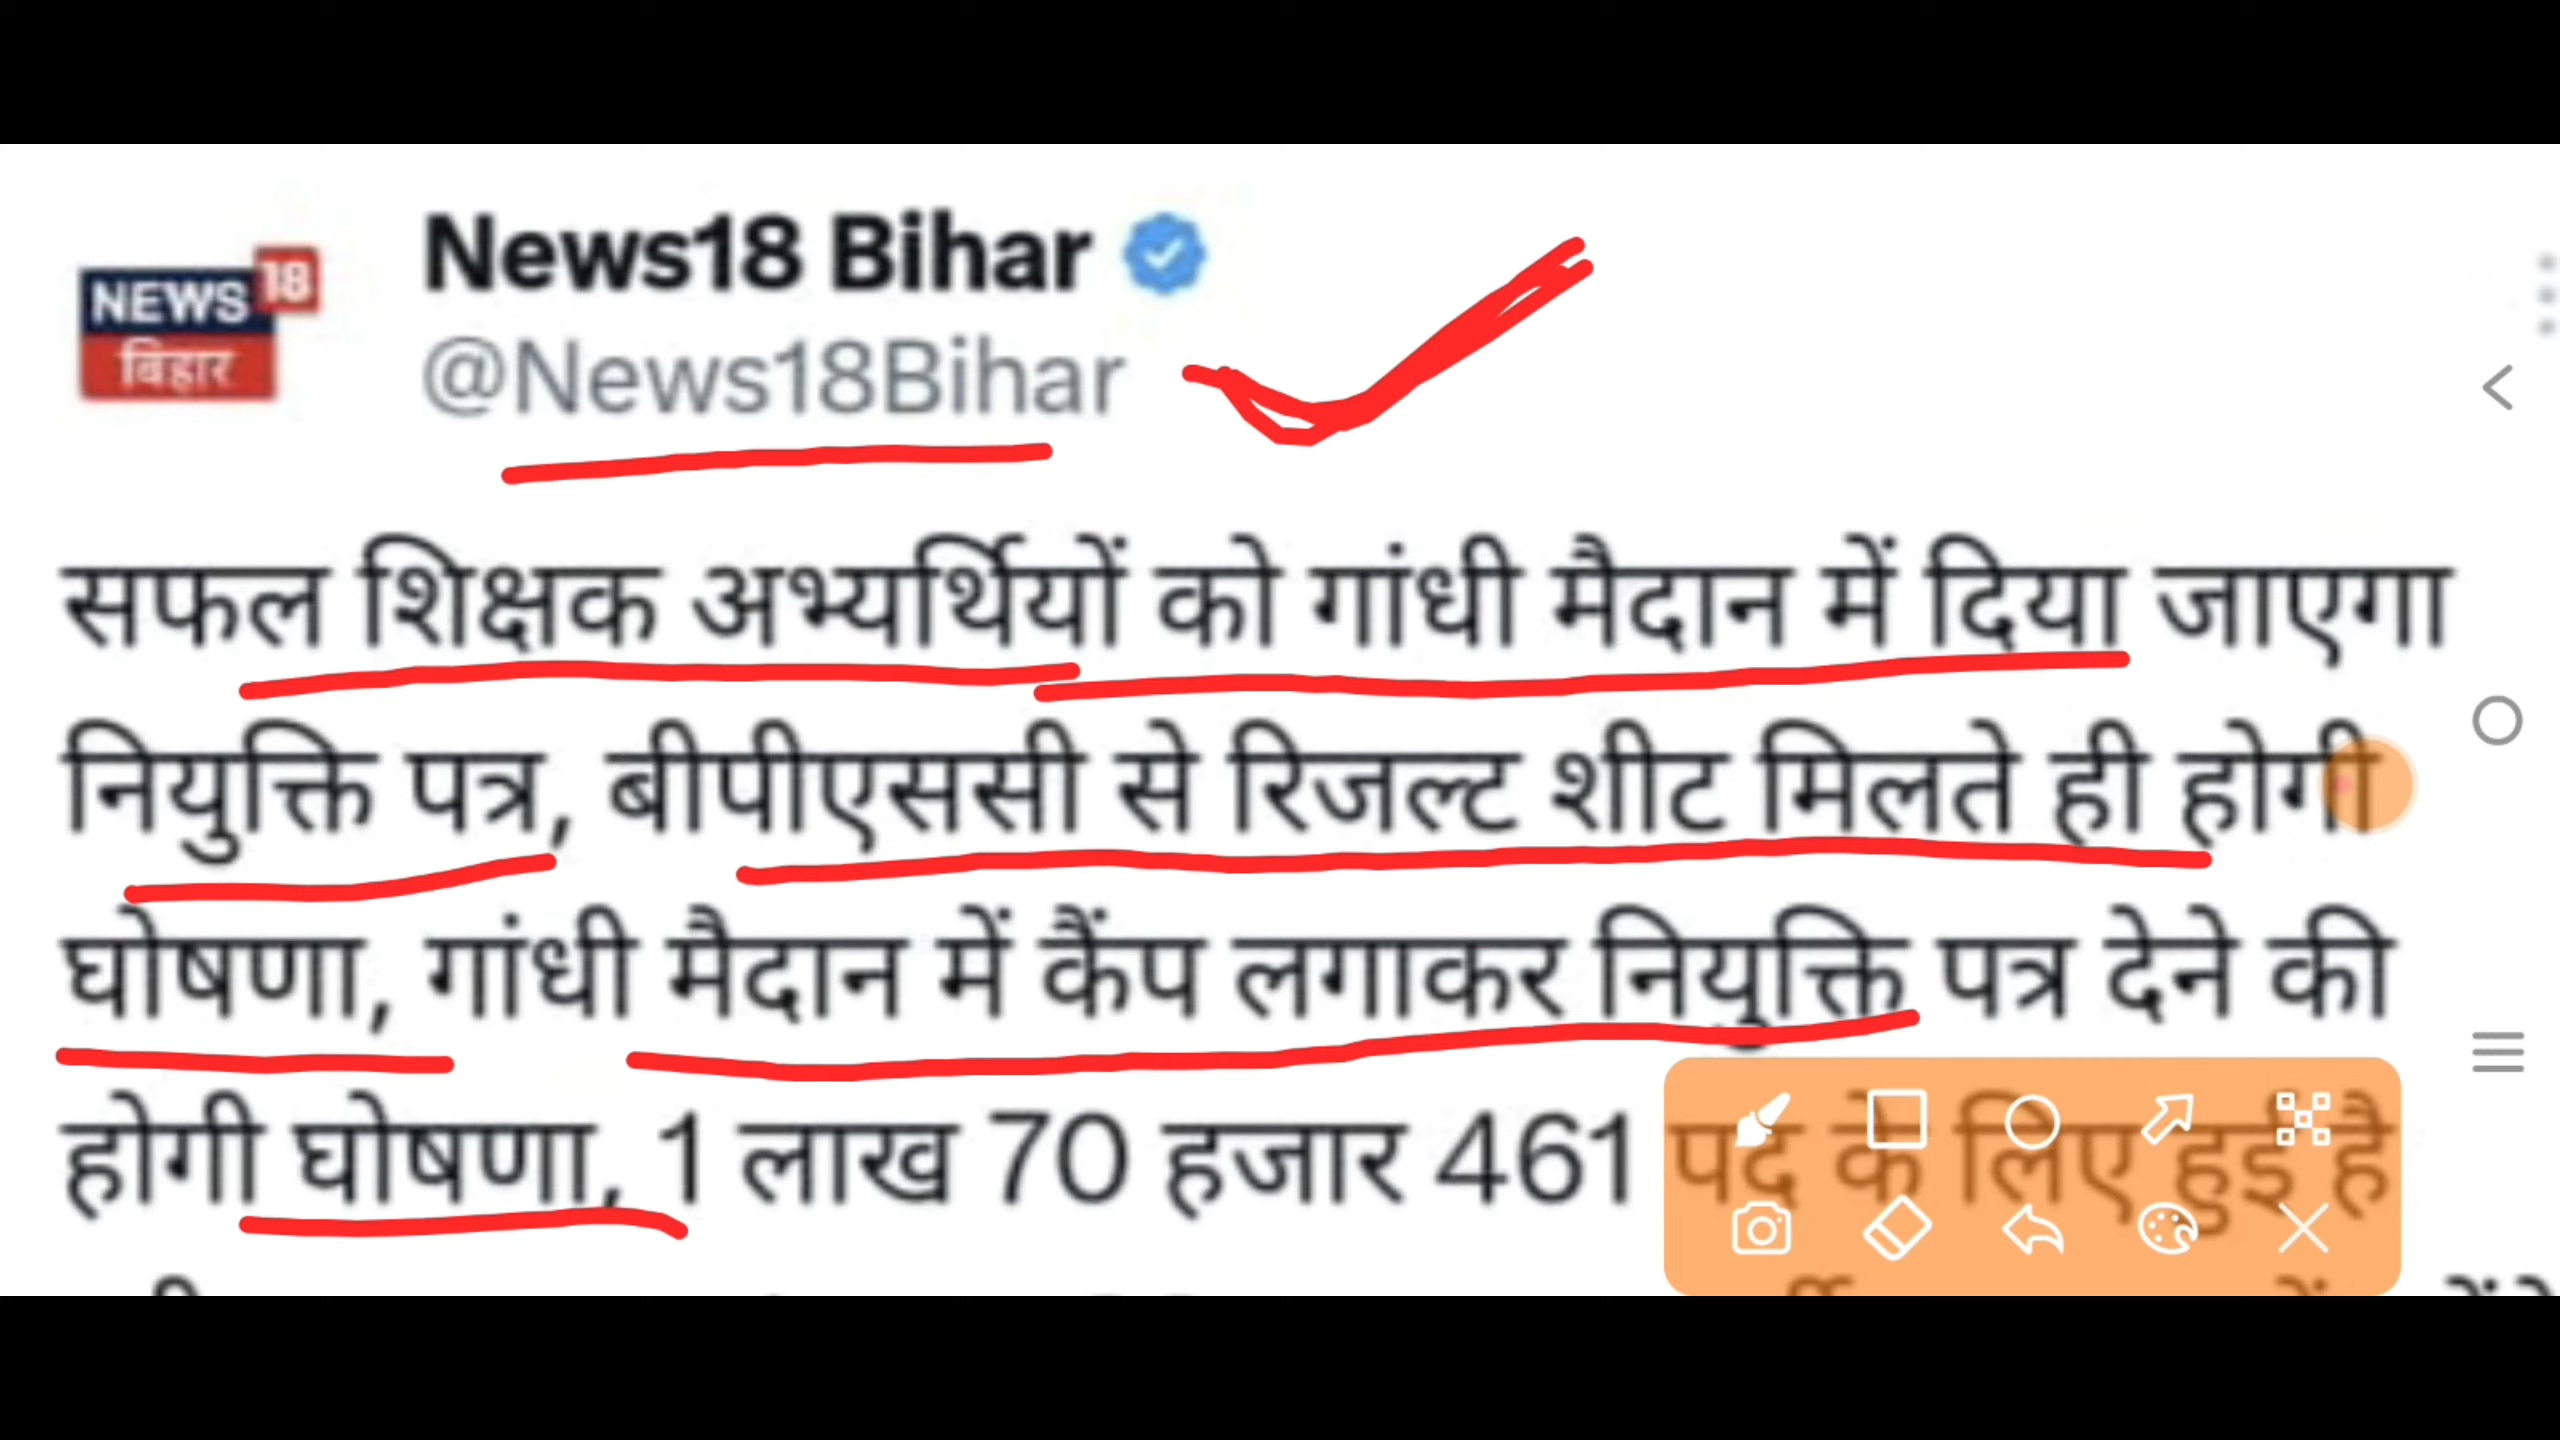 NEWS 18
बिहार
News18 Bihar
@News18Bihar
सफल शिक्षक अभ्यर्थियों को गांधी मैदान में दिया जाएगा
नियुक्ति पत्र, बीपीएससी से रिजल्ट शीट मिलते ही होगी
घोषणा, गांधी मैदान में कैंप लगाकर नियुक्ति पत्र देने की
होगी घोषणा, 1 लाख 70 हजार 461 पद के लिए हुई है